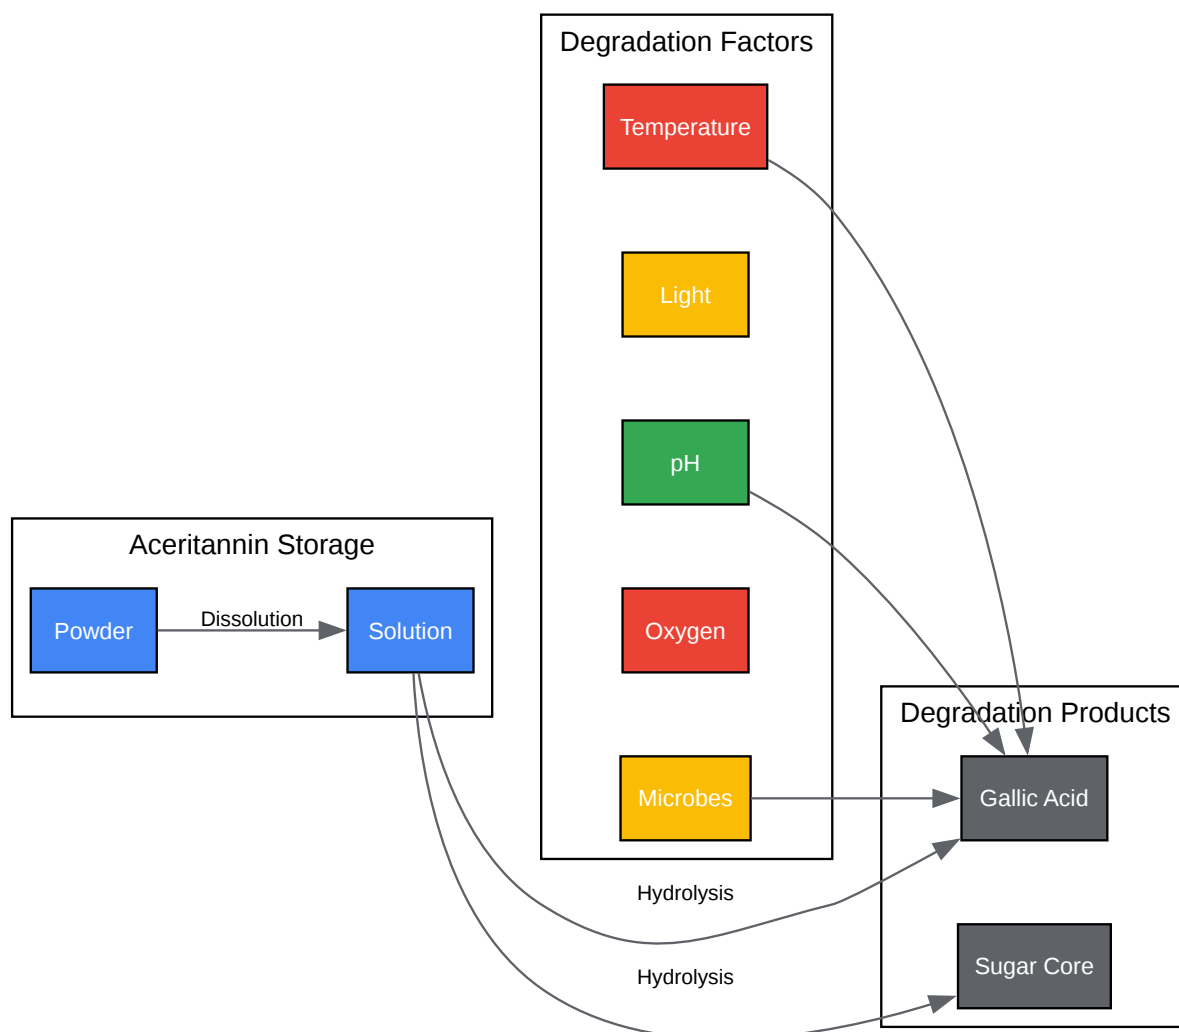 Degradation Factors
Temperature
Light
pH
Oxygen
Microbes
Aceritannin Storage
Powder
Dissolution
Solution
Degradation Products
Gallic Acid
Sugar Core
Hydrolysis
Hydrolysis